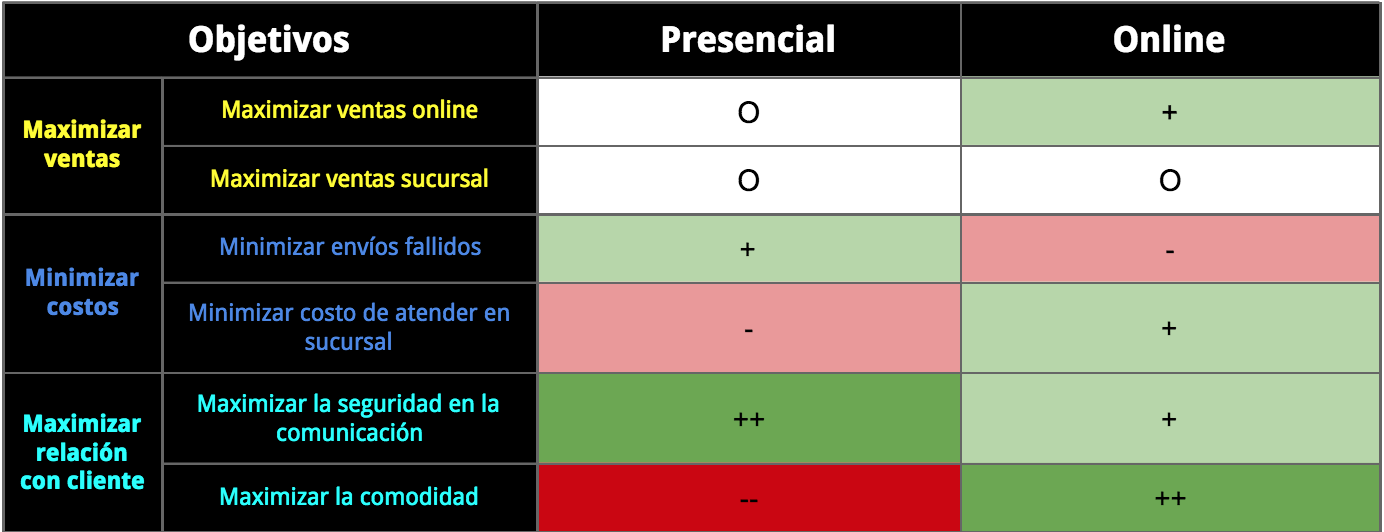 Objetivos Presencial Online
Maximizar ventas
Maximizar ventas online O +
Maximizar ventas sucursal O O
Minimizar costos
Minimizar envíos fallidos + -
Minimizar costo de atender en sucursal - +
Maximizar relación con cliente
Maximizar la seguridad en la comunicación ++ +
Maximizar la comodidad -- ++